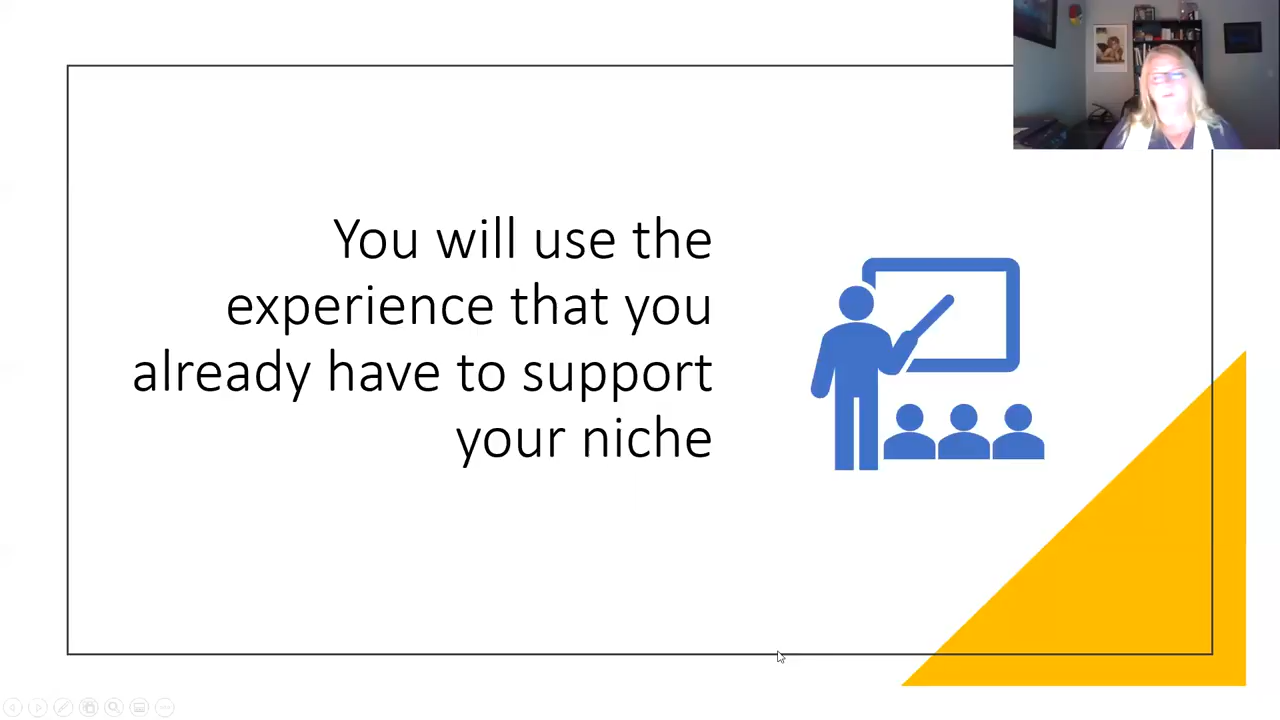 You will use the
experience that you
already have to support
your niche